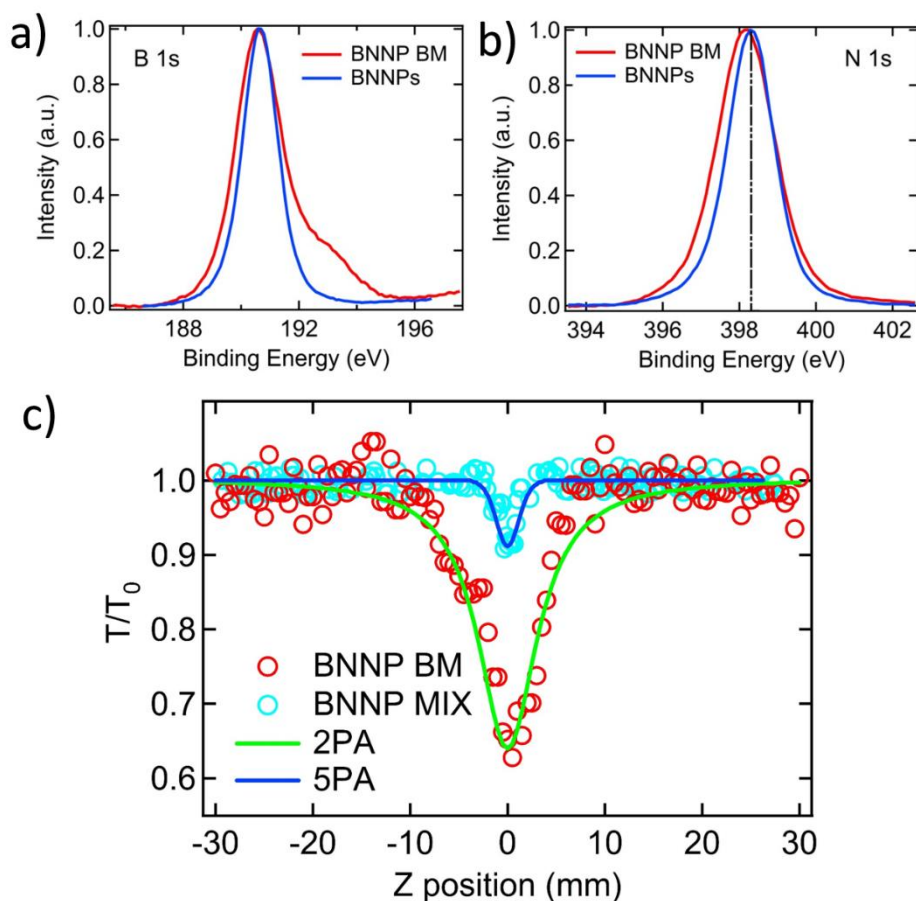 a)
B 1s
BNNP BM
BNNPs
1.0
0.8
0.6
0.4
0.2
0.0
Intensity (a.u.)
188 192 196
Binding Energy (eV)
b)
N 1s
BNNP BM
BNNPs
1.0
0.8
0.6
0.4
0.2
0.0
Intensity (a.u.)
394 396 398 400 402
Binding Energy (eV)
c)
1.0
0.9
0.8
0.7
0.6
T/T0
BNNP BM
BNNP MIX
2PA
5PA
-30 -20 -10 0 10 20 30
Z position (mm)